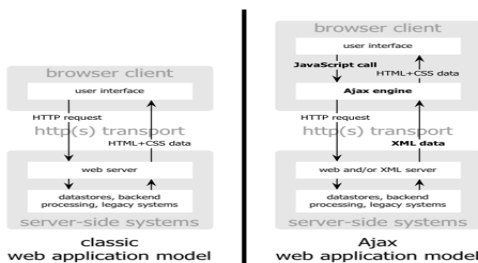 browser client
user interface
HTTP request
http(s) transport
HTML+CSS data
web server
datastores, backend
processing, legacy systems
server-side systems
classic
web application model
browser client
user interface
JavaScript call
HTML+CSS data
Ajax engine
HTTP request
http(s) transport
XML data
web and/or XML server
datastores, backend
processing, legacy systems
server-side systems
Ajax
web application model